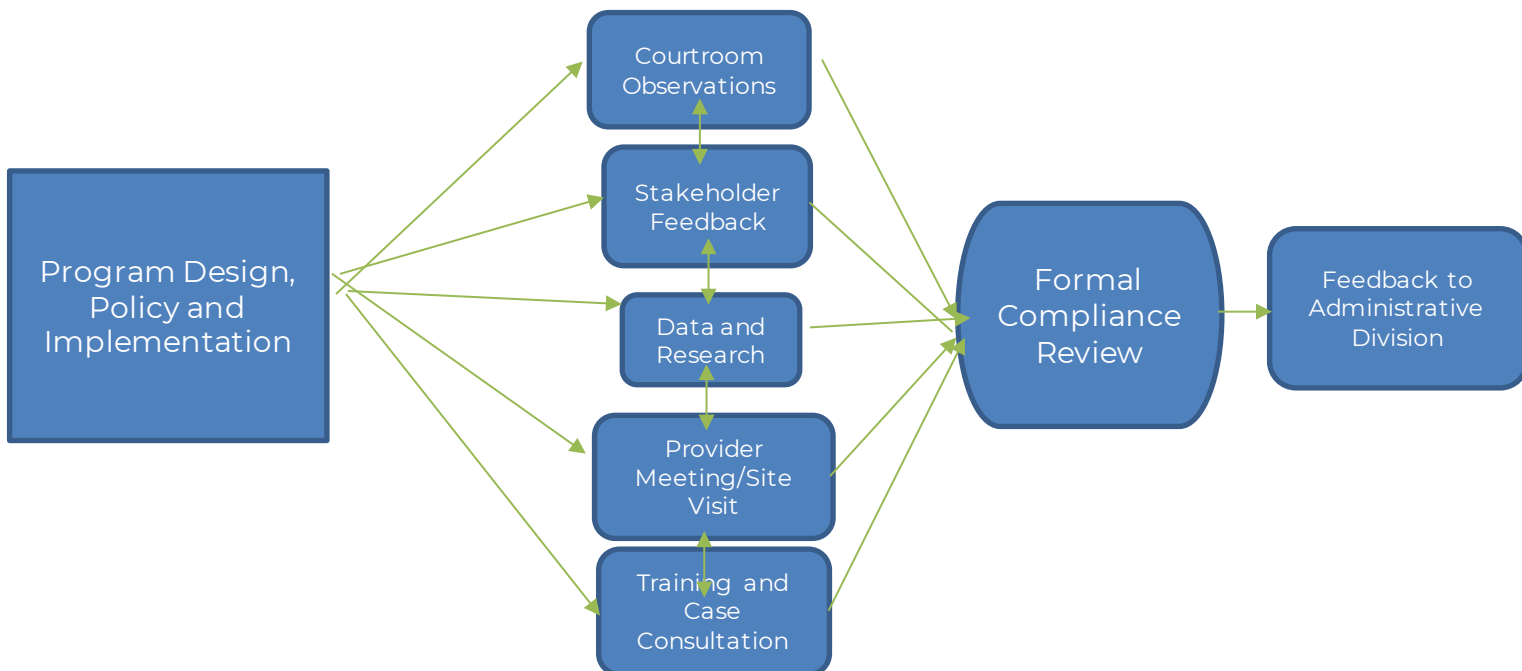 Program Design,
Policy and
Implementation
Courtroom
Observations
Stakeholder
Feedback
Data and
Research
Provider
Meeting/Site
Visit
Training and
Case
Consultation
Formal
Compliance
Review
Feedback to
Administrative
Division